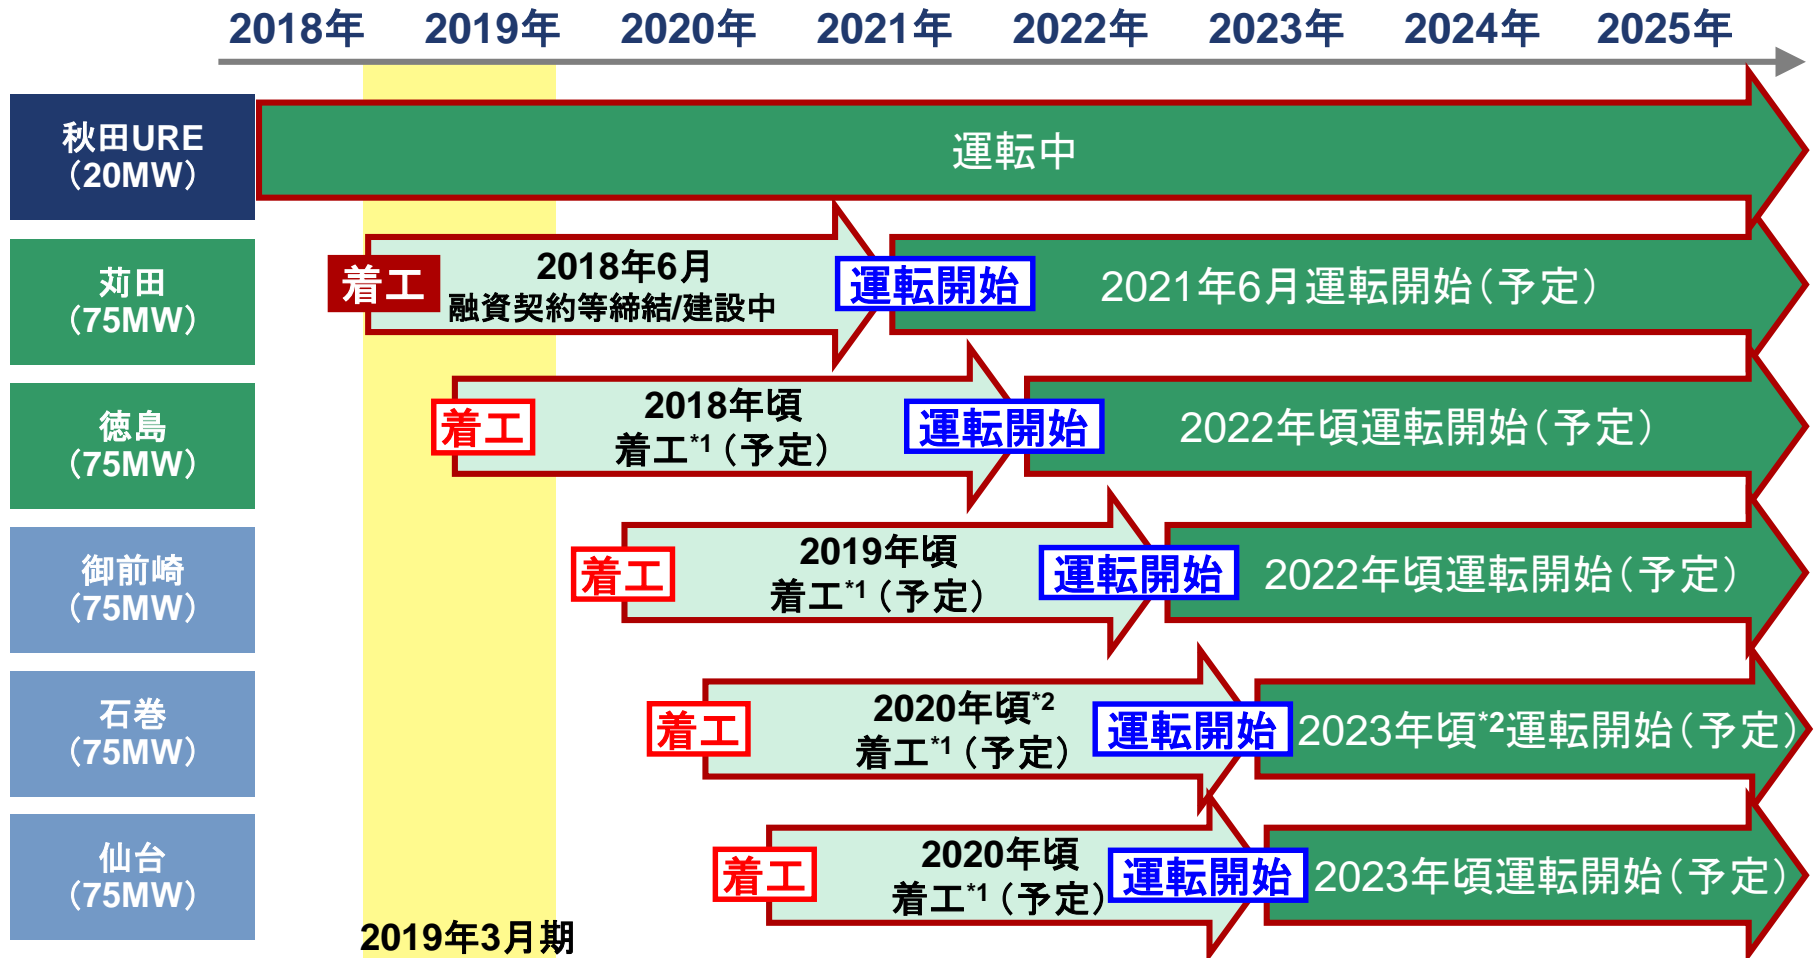 2018年 2019年 2020年 2021年 2022年 2023年 2024年 2025年
秋田URE
（20MW）
運転中
苅田
（75MW）
着工
2018年6月
融資契約等締結/建設中
運転開始
2021年6月運転開始（予定）
徳島
（75MW）
着工
2018年頃
着工*1（予定）
運転開始
2022年頃運転開始（予定）
御前崎
（75MW）
着工
2019年頃
着工*1（予定）
運転開始
2022年頃運転開始（予定）
石巻
（75MW）
着工
2020年頃*2
着工*1（予定）
運転開始
2023年頃*2運転開始（予定）
仙台
（75MW）
着工
2020年頃
着工*1（予定）
運転開始
2023年頃運転開始（予定）
2019年3月期